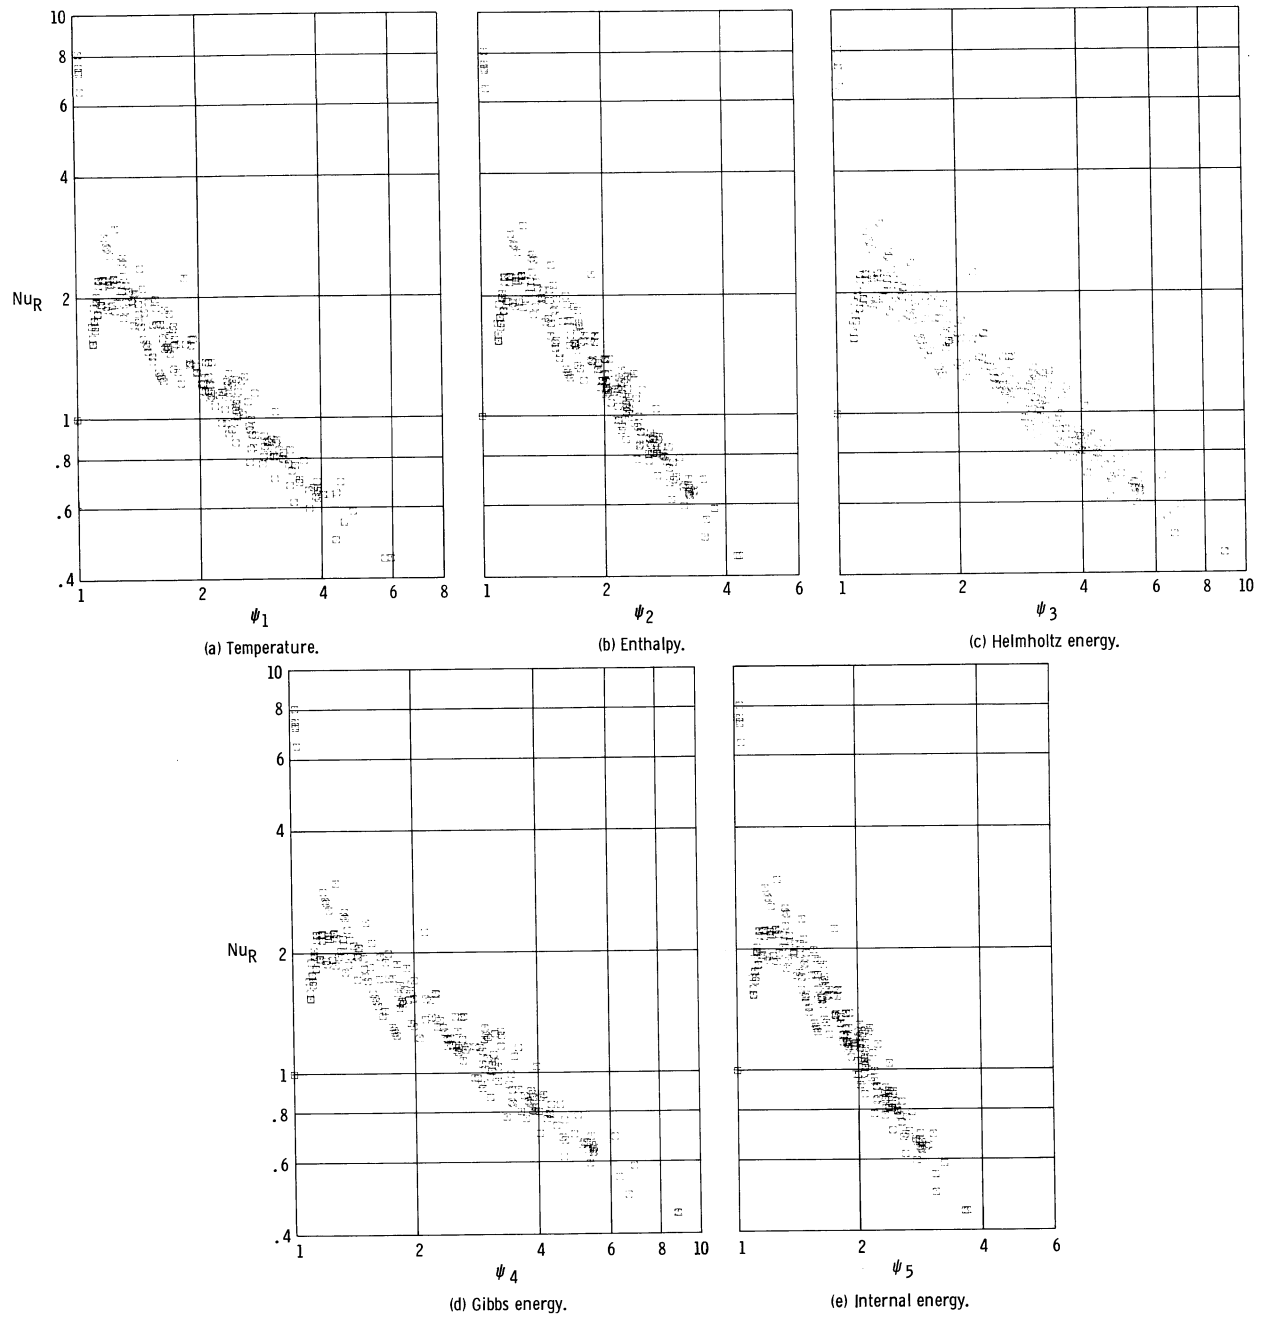 10
8
6
4
2
1
.8
.6
.4
Nu_R
1 2 4 6 8
ψ1
(a) Temperature.
1 2 4 6
ψ2
(b) Enthalpy.
1 2 4 6 8 10
ψ3
(c) Helmholtz energy.
10
8
6
4
2
1
.8
.6
.4
Nu_R
1 2 4 6 8 10
ψ4
(d) Gibbs energy.
1 2 4 6
ψ5
(e) Internal energy.